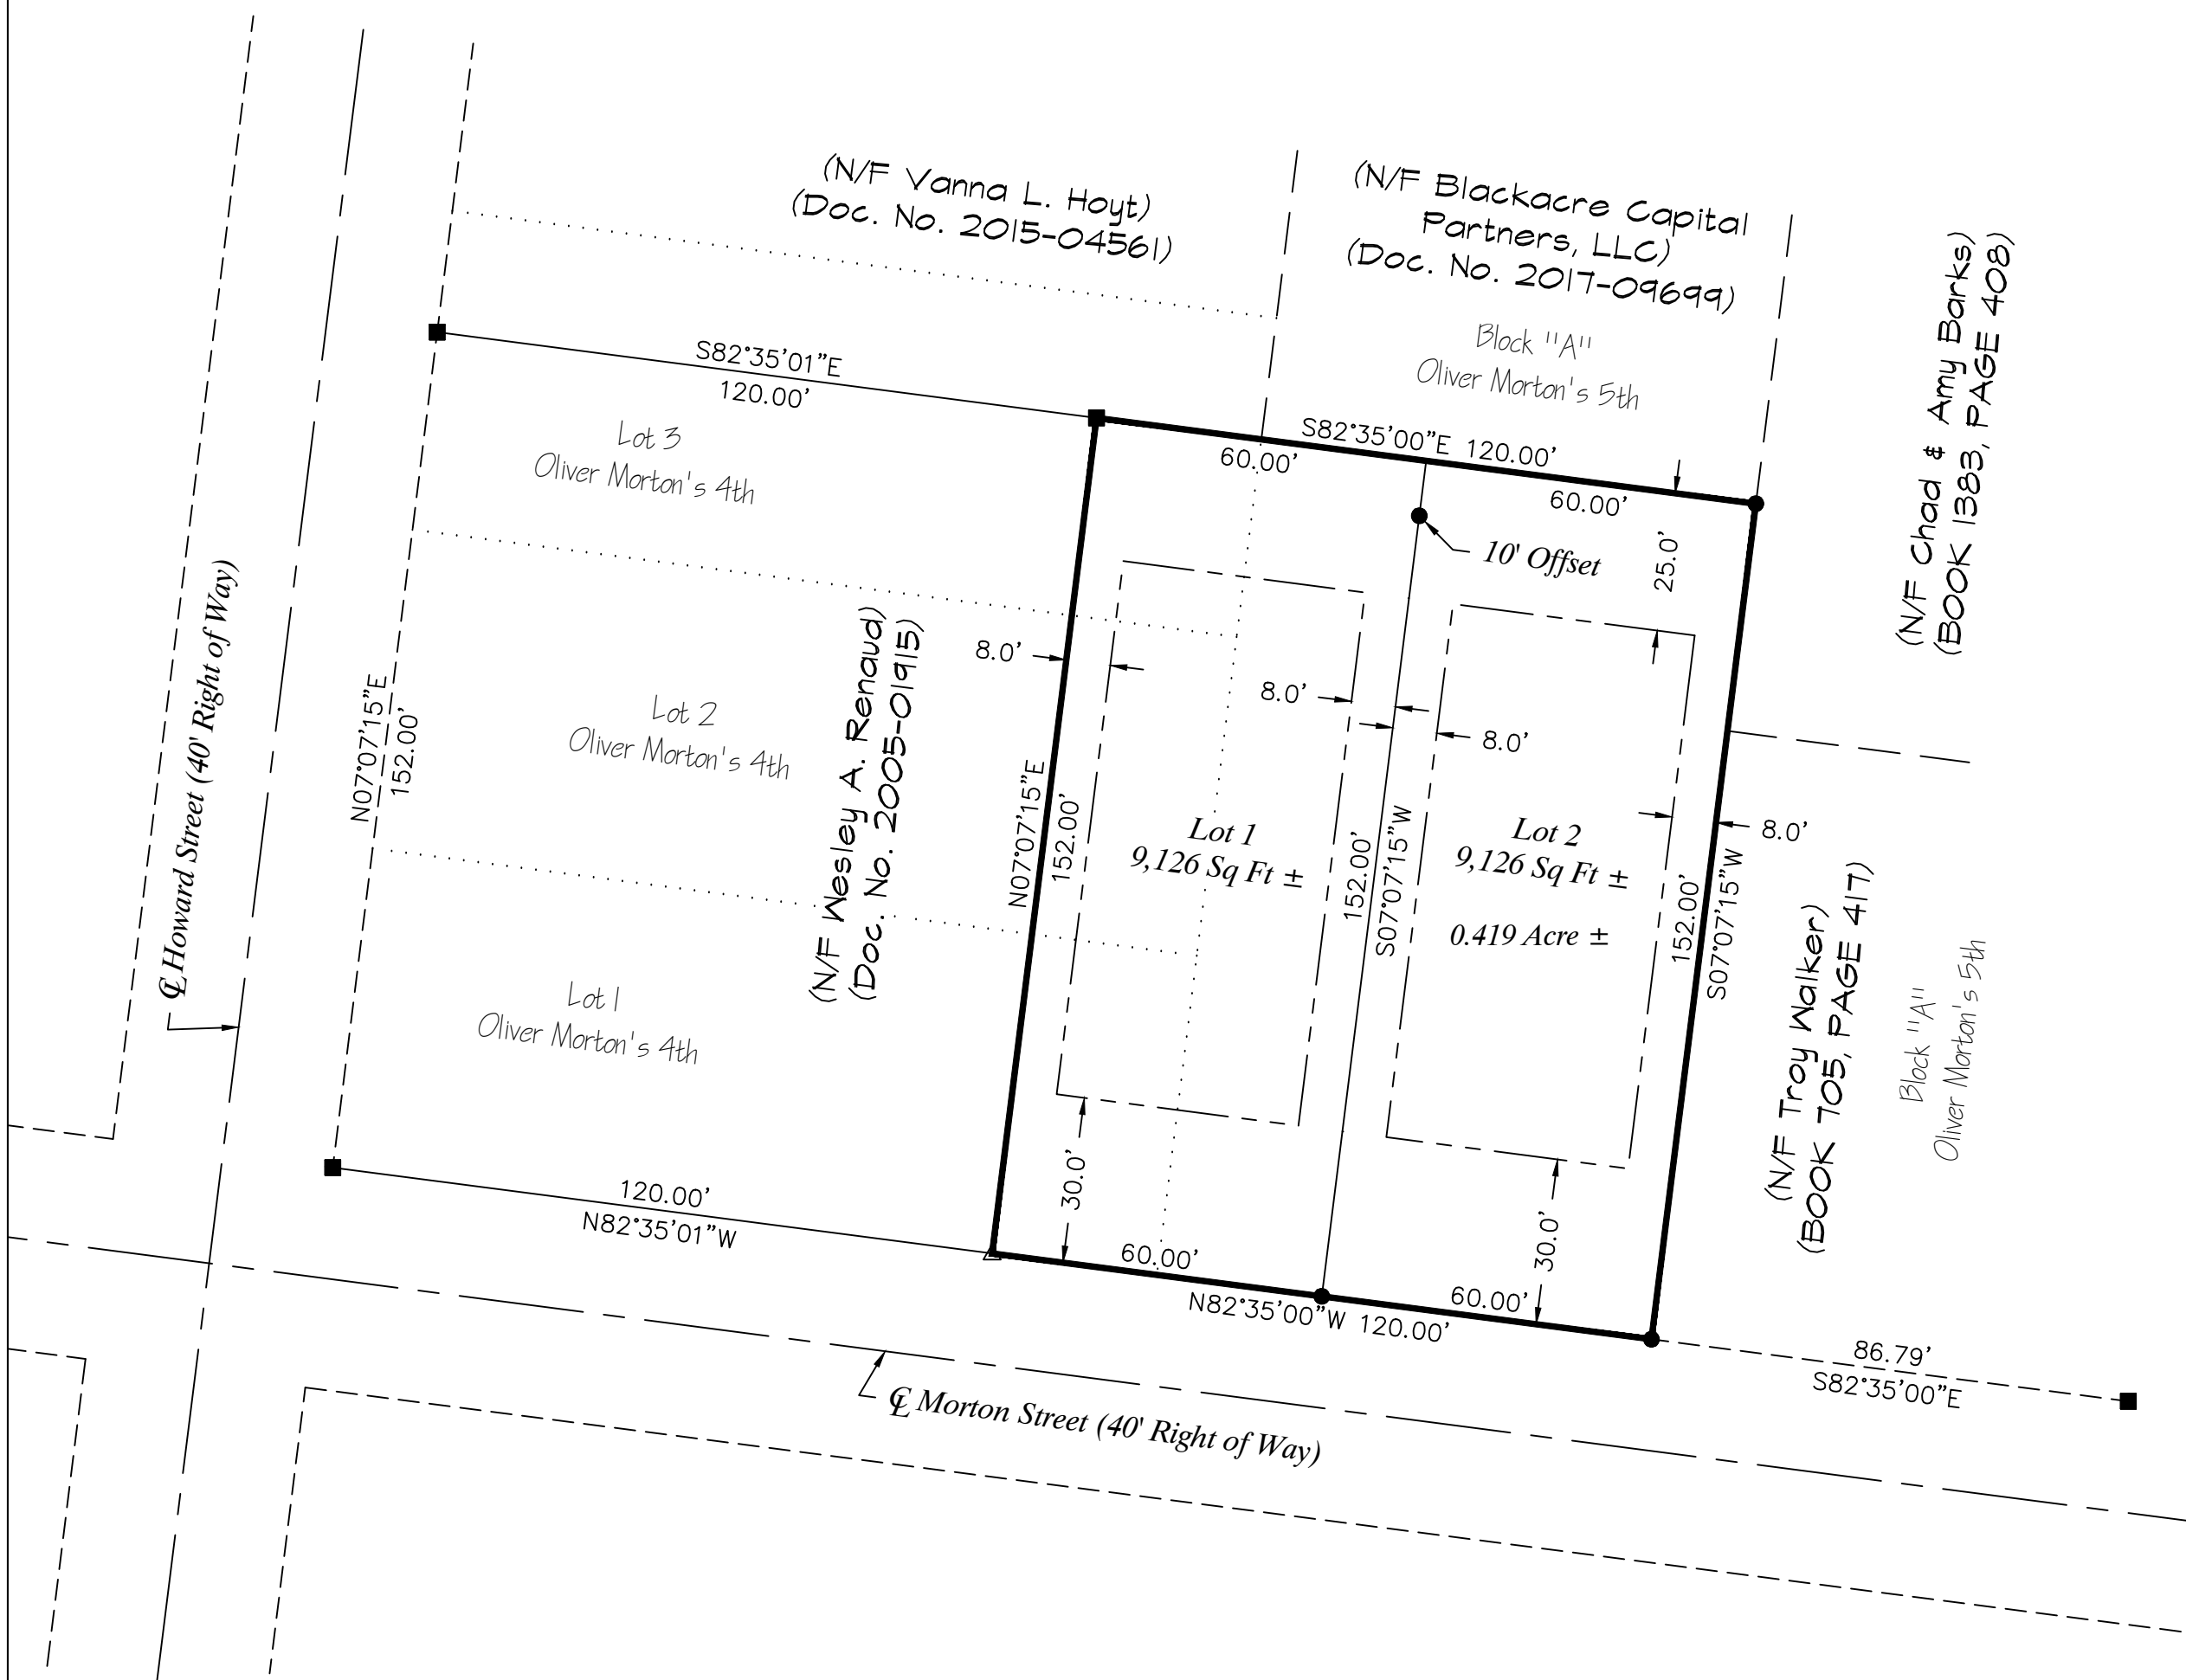 (N/F Vanna L. Hoyt)
(Doc. No. 2015-04561)
(N/F Blackacre Capital
Partners, LLC)
(Doc. No. 2017-09699)
Block "A"
Oliver Morton's 5th
(N/F Chad & Amy Barks)
(BOOK 1383, PAGE 408)
S82°35'01"E
120.00'
S82°35'00"E 120.00'
60.00'
60.00'
Lot 3
Oliver Morton's 4th
10' Offset
25.0'
℄ Howard Street (40' Right of Way)
N07°07'15"E
152.00'
Lot 2
Oliver Morton's 4th
(N/F Wesley A. Renaud)
(Doc. No. 2005-01915)
8.0'
8.0'
8.0'
8.0'
N07°07'15"E
152.00'
Lot 1
9,126 Sq Ft ±
152.00'
S07°07'15"W
Lot 2
9,126 Sq Ft ±
0.419 Acre ±
152.00'
S07°07'15"W
(N/F Troy Walker)
(BOOK 705, PAGE 417)
Block "A"
Oliver Morton's 5th
Lot 1
Oliver Morton's 4th
30.0'
30.0'
120.00'
N82°35'01"W
60.00'
60.00'
N82°35'00"W 120.00'
86.79'
S82°35'00"E
℄ Morton Street (40' Right of Way)